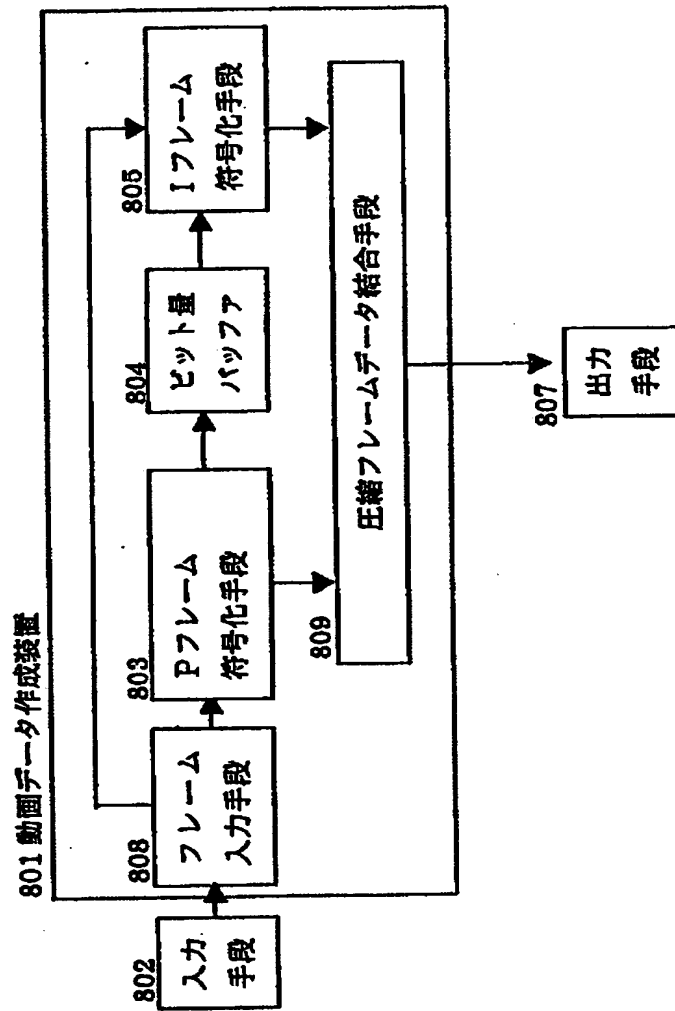 801 動画データ作成装置
802
入力
手段
808
フレーム
入力手段
803
Pフレーム
符号化手段
804
ビット量
バッファ
805
Iフレーム
符号化手段
809
圧縮フレームデータ結合手段
807
出力
手段